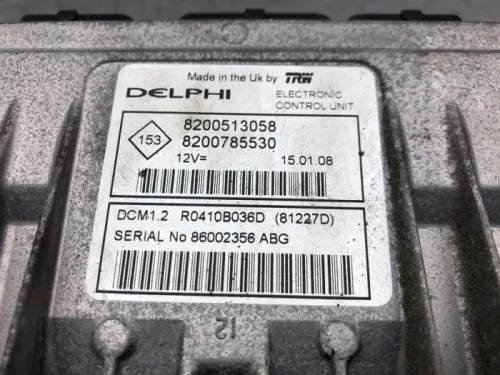 Made in the Uk by TRW
DELPHI ELECTRONIC
CONTROL UNIT
153 8200513058
8200785530
12V= 15.01.08
DCM1.2 R0410B036D (81227D)
SERIAL No 86002356 ABG
12